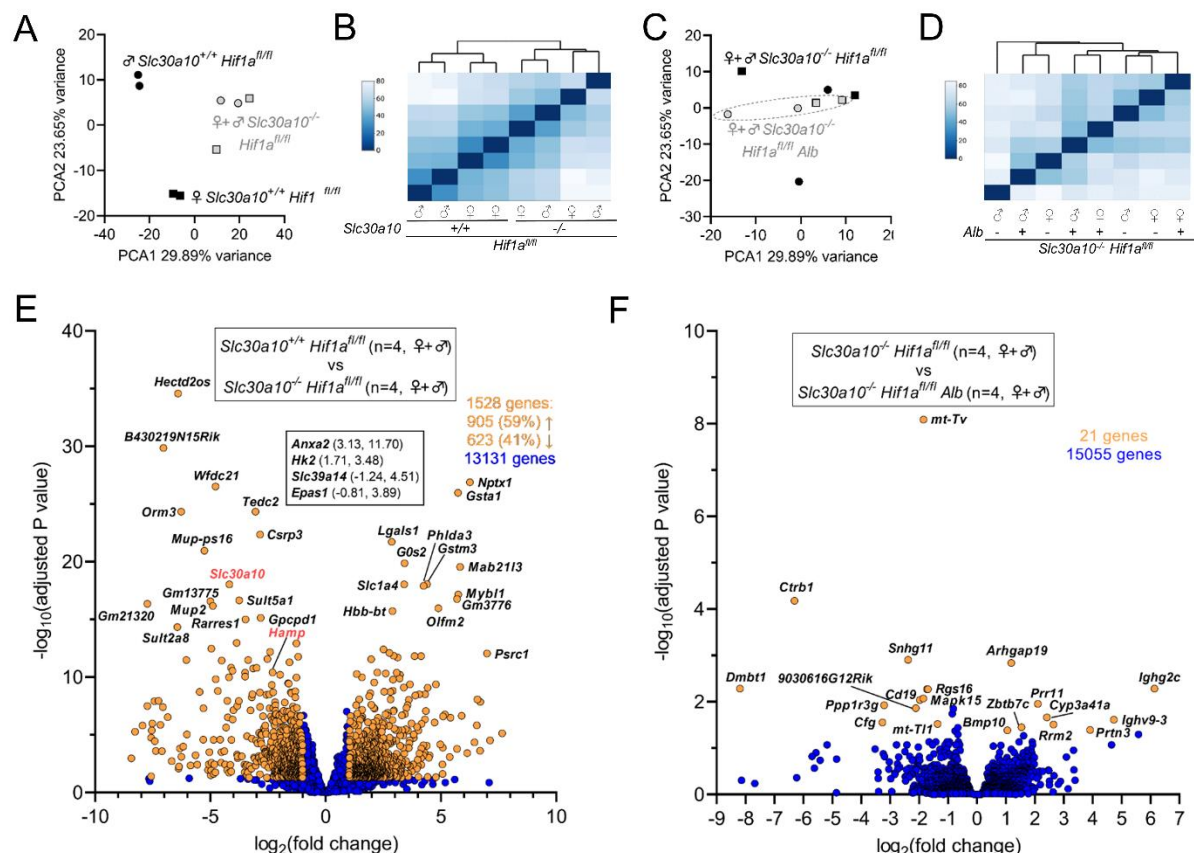 A
♂ Slc30a10+/+ Hif1afl/fl
♀+♂ Slc30a10-/-
Hif1afl/fl
♀ Slc30a10+/+ Hif1 fl/fl
PCA2 23.65% variance
20
10
0
-10
-20
-40 -20 0 20 40
PCA1 29.89% variance
B
80
60
40
20
0
♂ ♂ ♀ ♀ ♀ ♂ ♀ ♂
Slc30a10 +/+ -/-
Hif1afl/fl
C
♀+♂ Slc30a10-/- Hif1afl/fl
♀+♂ Slc30a10-/-
Hif1afl/fl Alb
PCA2 23.65% variance
20
10
0
-10
-20
-30
-20 -10 0 10 2
PCA1 29.89% variance
D
80
60
40
20
0
♂ ♂ ♀ ♂ ♀ ♂ ♀ ♀
Alb - + - + + - - +
Slc30a10-/- Hif1afl/fl
E
Slc30a10+/+ Hif1afl/fl (n=4, ♀+♂)
vs
Slc30a10-/- Hif1afl/fl (n=4, ♀+♂)
1528 genes:
905 (59%) ↑
623 (41%) ↓
13131 genes
Anxa2 (3.13, 11.70)
Hk2 (1.71, 3.48)
Slc39a14 (-1.24, 4.51)
Epas1 (-0.81, 3.89)
Hectd2os
B430219N15Rik
Wfdc21
Orm3
Tedc2
Mup-ps16
Csrp3
Slc30a10
Gm13775
Gm21320
Mup2
Sult5a1
Rarres1
Gpcpd1
Sult2a8
Hamp
Nptx1
Gsta1
Lgals1
Phlda3
G0s2
Gstm3
Slc1a4
Mab21l3
Mybl1
Hbb-bt
Gm3776
Olfm2
Psrc1
-log10(adjusted P value)
40
30
20
10
0
-10 -5 0 5 10
log2(fold change)
F
Slc30a10-/- Hif1afl/fl (n=4, ♀+♂)
vs
Slc30a10-/- Hif1afl/fl Alb (n=4, ♀+♂)
21 genes
15055 genes
mt-Tv
Ctrb1
Snhg11
Arhgap19
Dmbt1
9030616G12Rik
Cd19
Rgs16
Mapk15
Prr11
Ighg2c
Ppp1r3g
Zbtb7c
Cyp3a41a
Cfg
mt-Tl1
Bmp10
Rrm2
Ighv9-3
Prtn3
-log10(adjusted P value)
10
8
6
4
2
0
-9 -8 -7 -6 -5 -4 -3 -2 -1 0 1 2 3 4 5 6 7
log2(fold change)